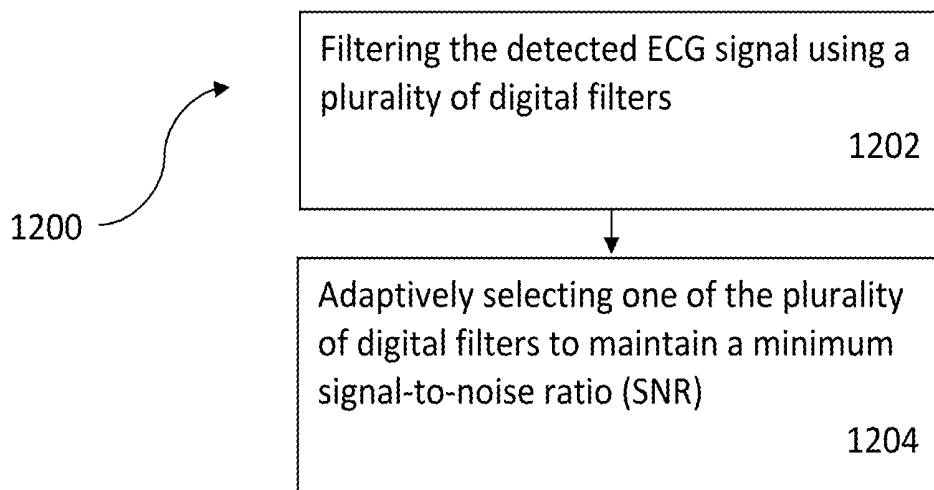 Filtering the detected ECG signal using a
plurality of digital filters
1202
1200
Adaptively selecting one of the plurality
of digital filters to maintain a minimum
signal-to-noise ratio (SNR)
1204